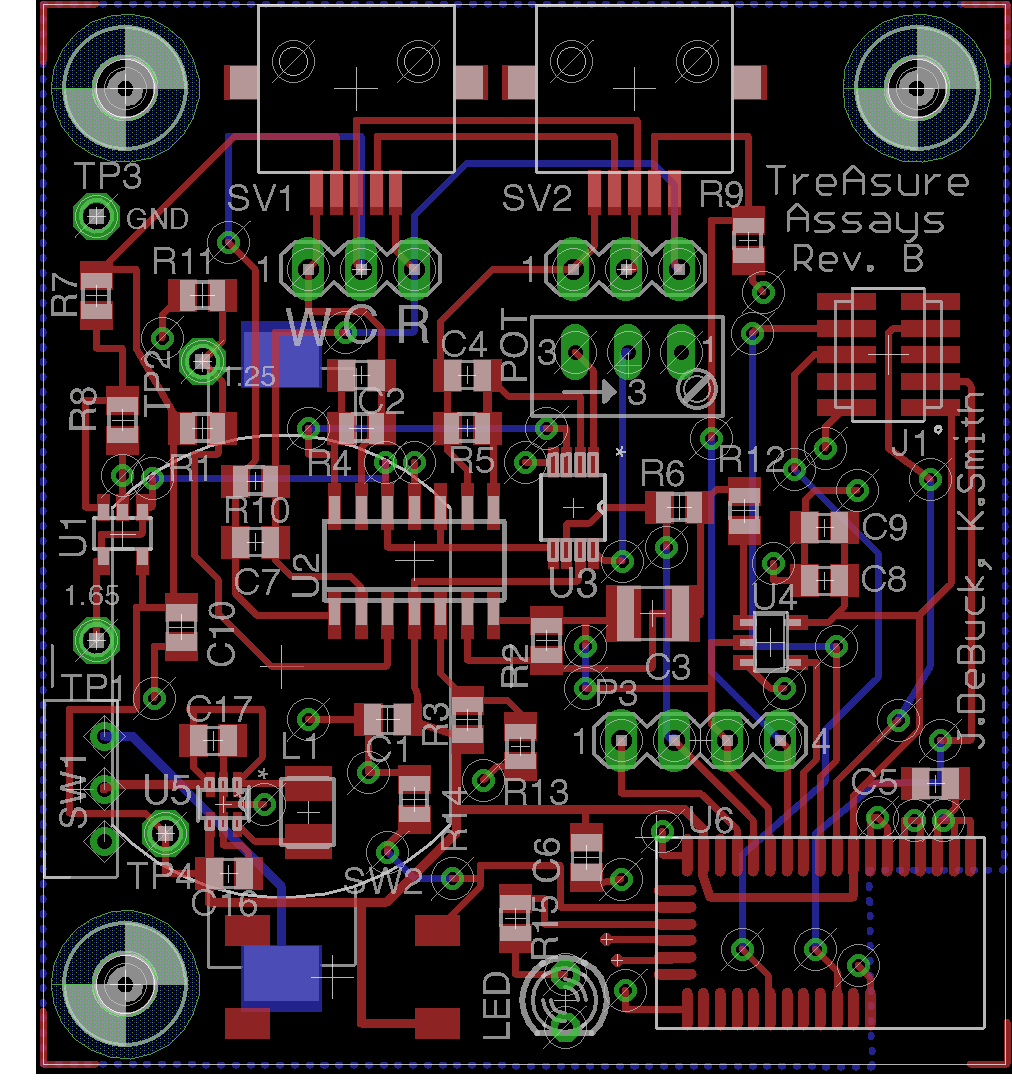 TP3
GND
SV1
SV2
R9
TreAsure
Assays
Rev. B
R7
R11
1
1
W C R
TP2
1.25
C4
POT
3
1
3
R8
C2
J1
R1
R4
R5
*
R6
R12
R10
U1
U2
U3
C9
C8
C7
1.65
C10
U4
R2
C3
TP1
P3
J.DeBuck, K.Smith
C17
L1
C1
R3
1
4
SW1
U5
*
R13
C5
R14
U6
TP4
C16
SW2
C6
R15
LED